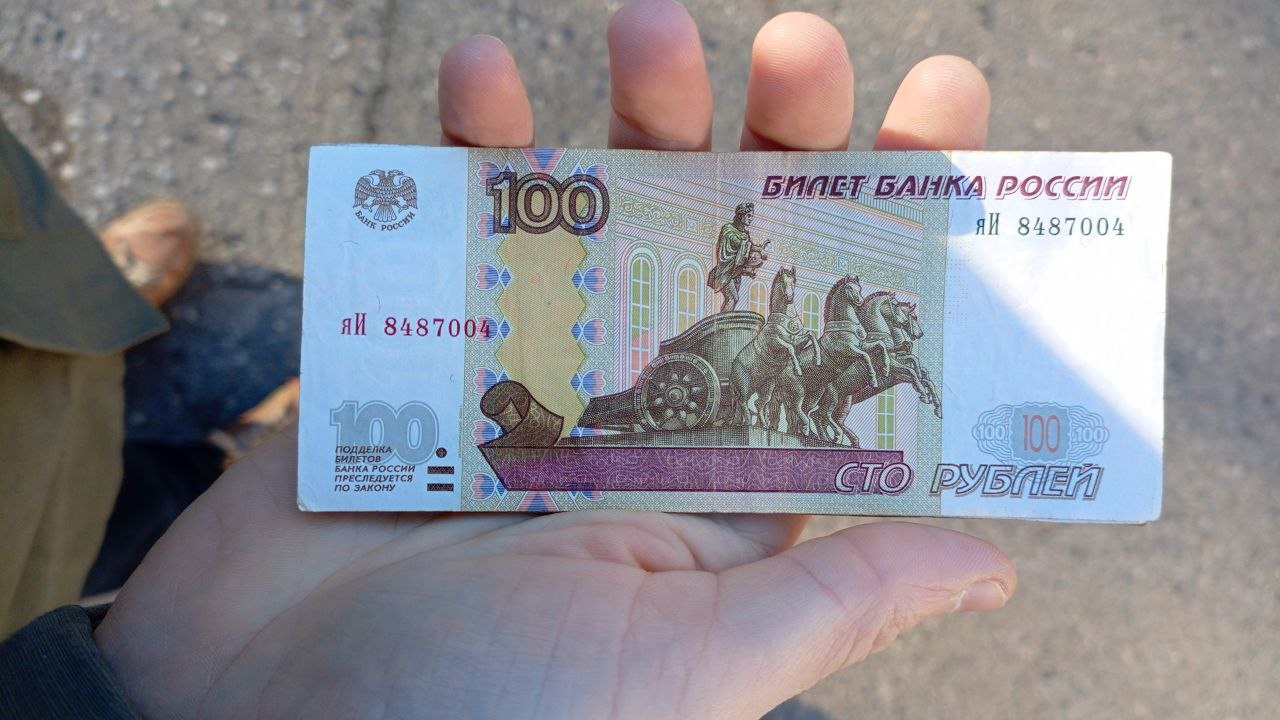 БАНК РОССИИ
100
БИЛЕТ БАНКА РОССИИ
яИ 8487004
яИ 8487004
100
ПОДДЕЛКА
БИЛЕТОВ
БАНКА РОССИИ
ПРЕСЛЕДУЕТСЯ
ПО ЗАКОНУ
100 100 100
СТО РУБЛЕЙ